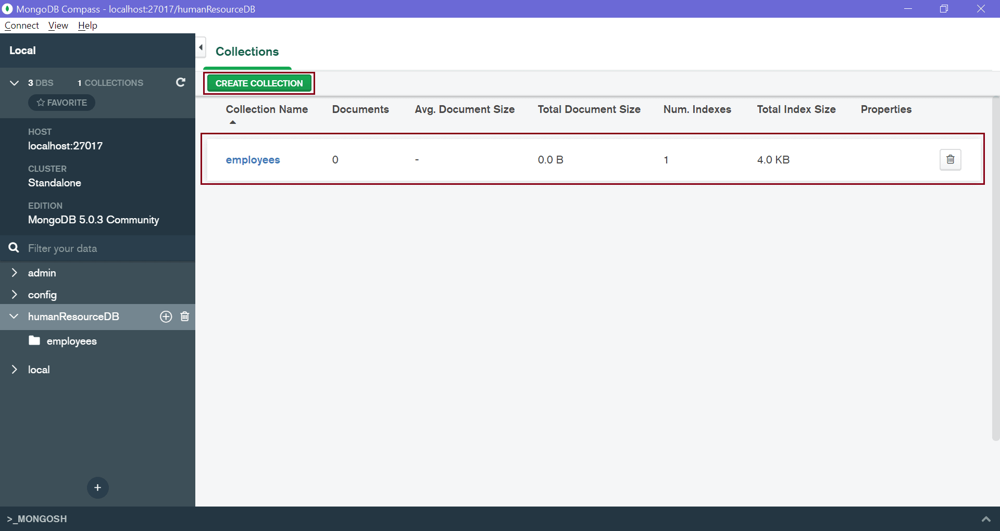 MongoDB Compass - localhost:27017/humanResourceDB
Connect View Help
Local
3 DBS 1 COLLECTIONS
FAVORITE
HOST
localhost:27017
CLUSTER
Standalone
EDITION
MongoDB 5.0.3 Community
Filter your data
admin
config
humanResourceDB
employees
local
+
>_MONGOSH
Collections
CREATE COLLECTION
Collection Name Documents Avg. Document Size Total Document Size Num. Indexes Total Index Size Properties
employees 0 - 0.0 B 1 4.0 KB